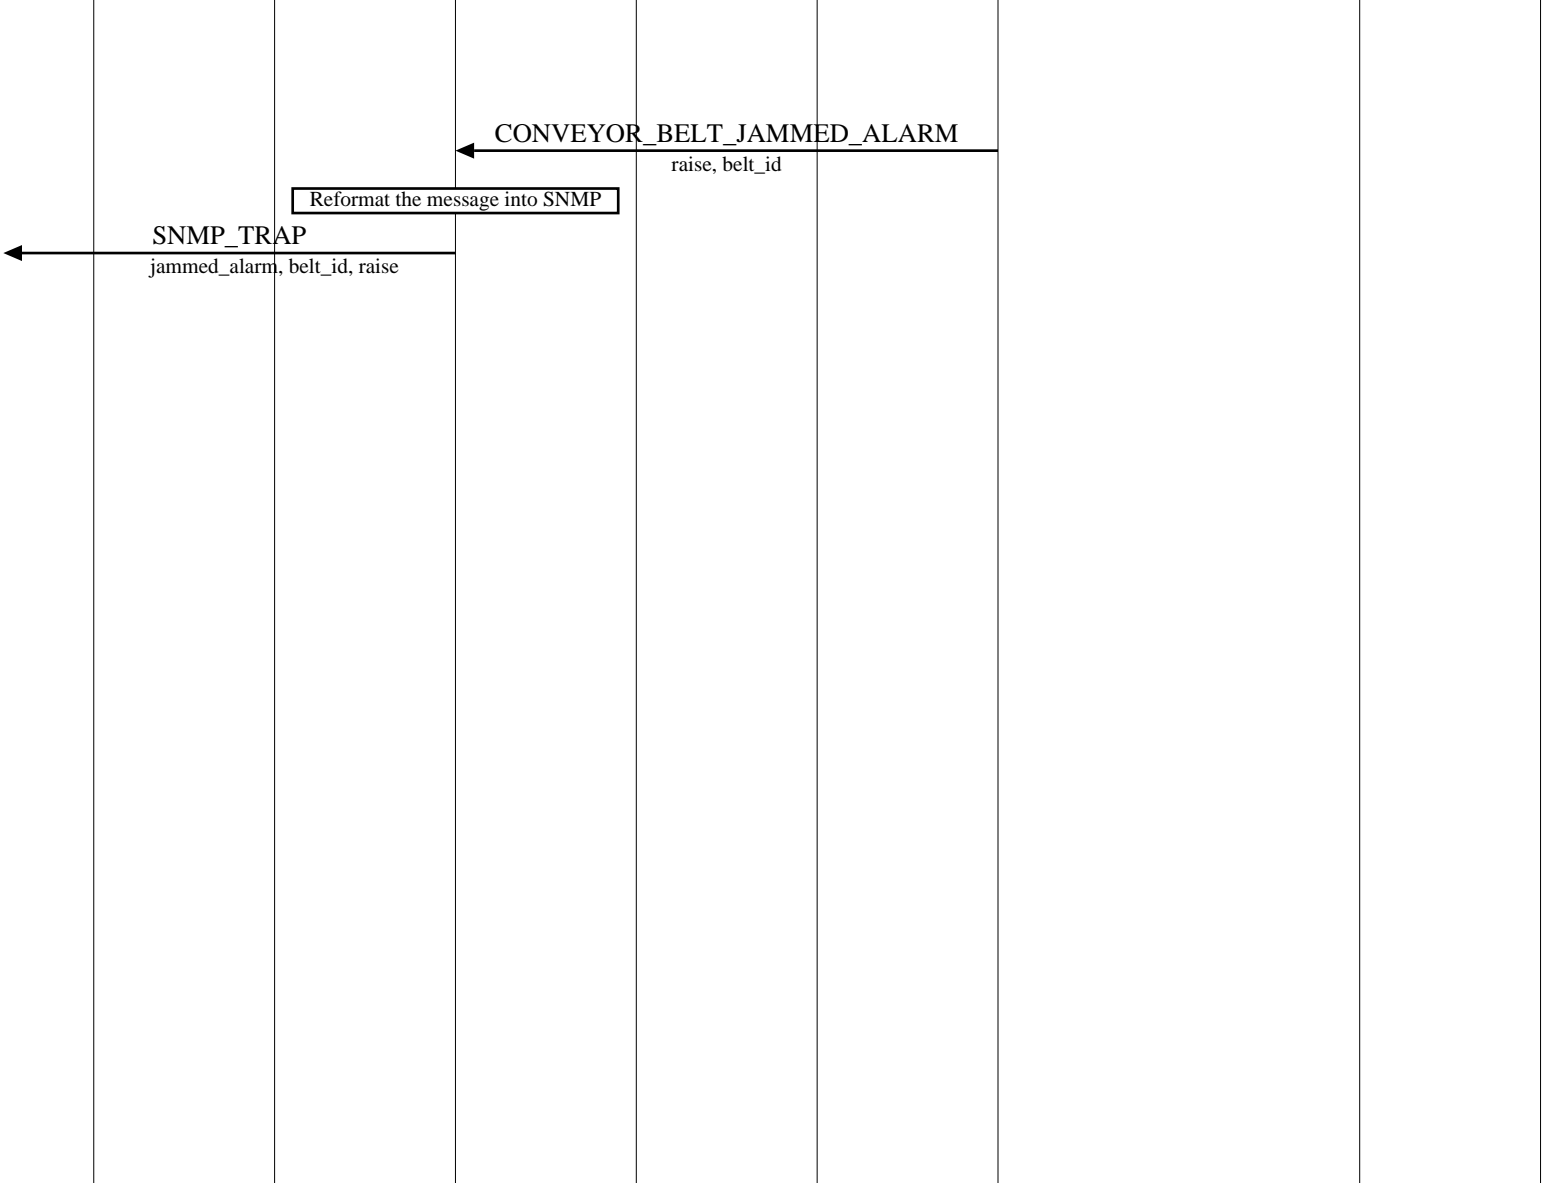 CONVEYOR_BELT_JAMMED_ALARM
raise, belt_id
Reformat the message into SNMP
SNMP_TRAP
jammed_alarm, belt_id, raise